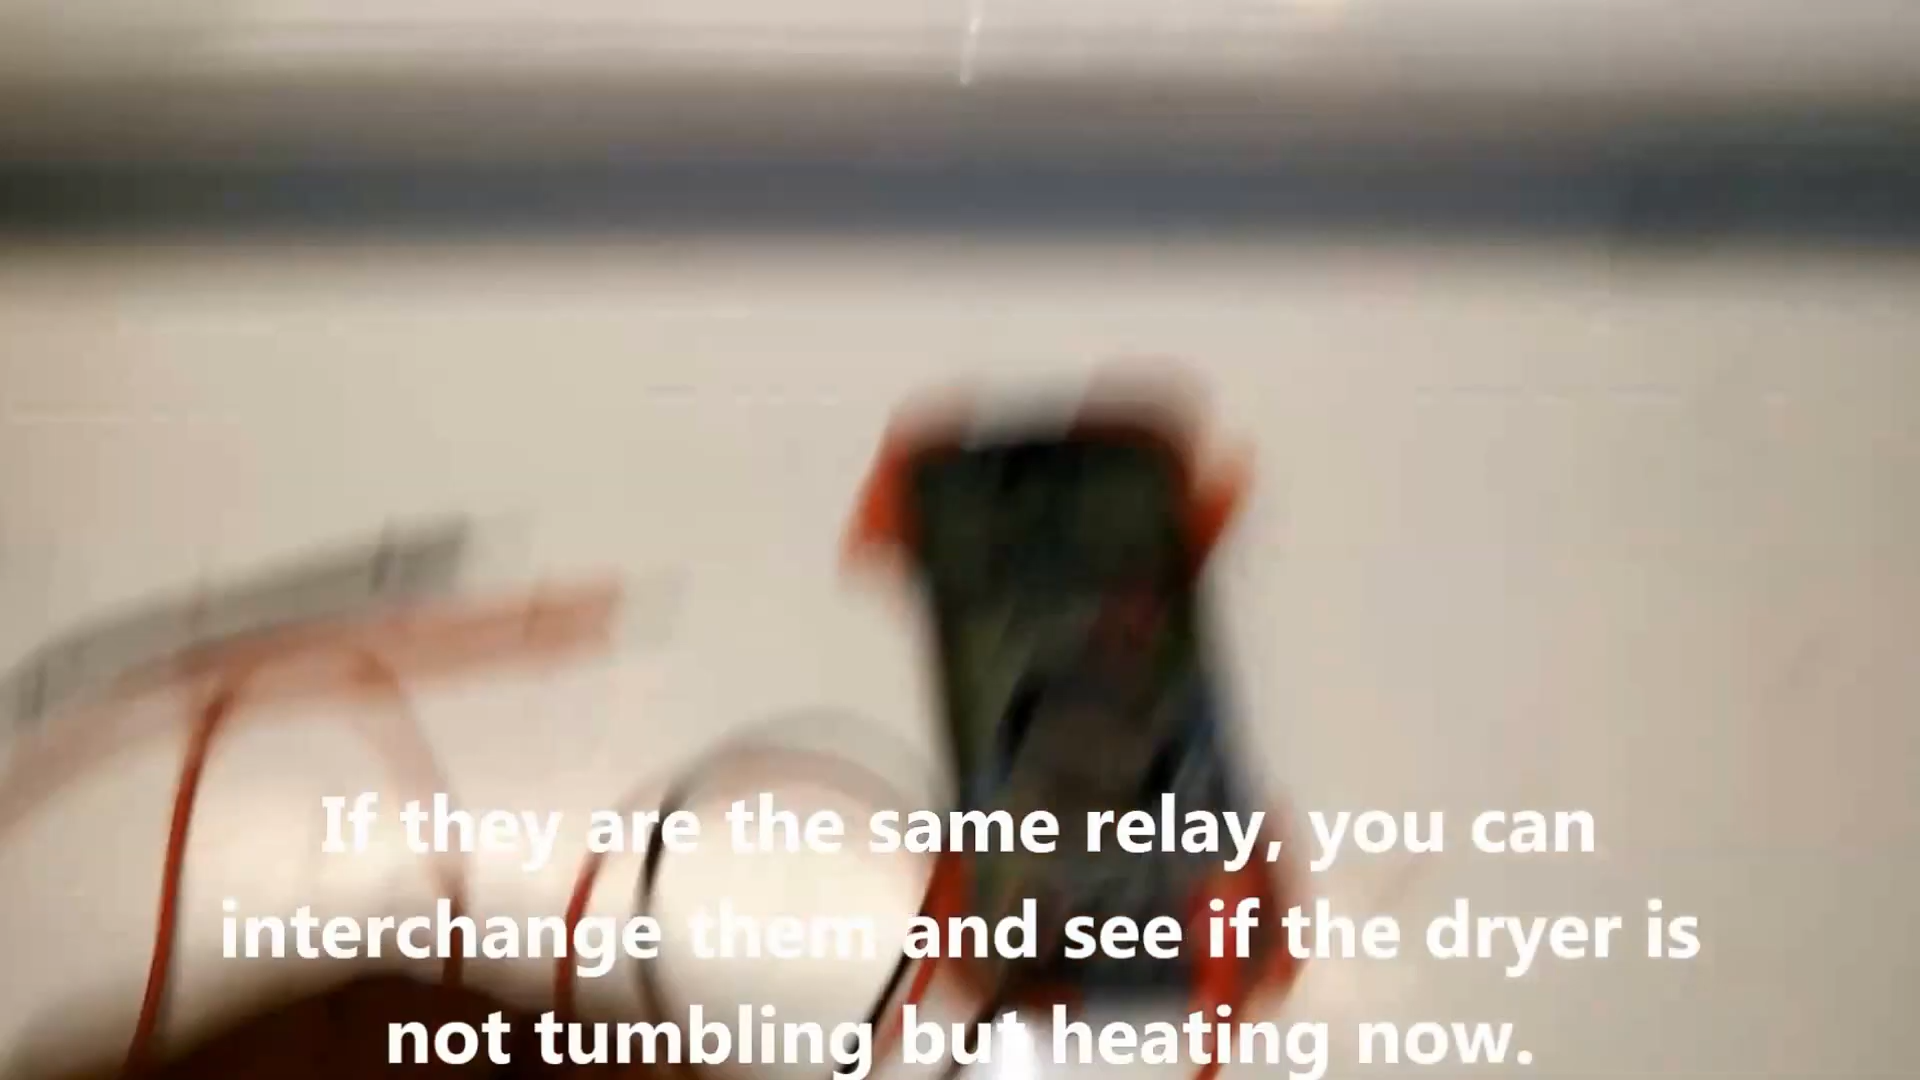 If they are the same relay, you can
interchange them and see if the dryer is
not tumbling but heating now.